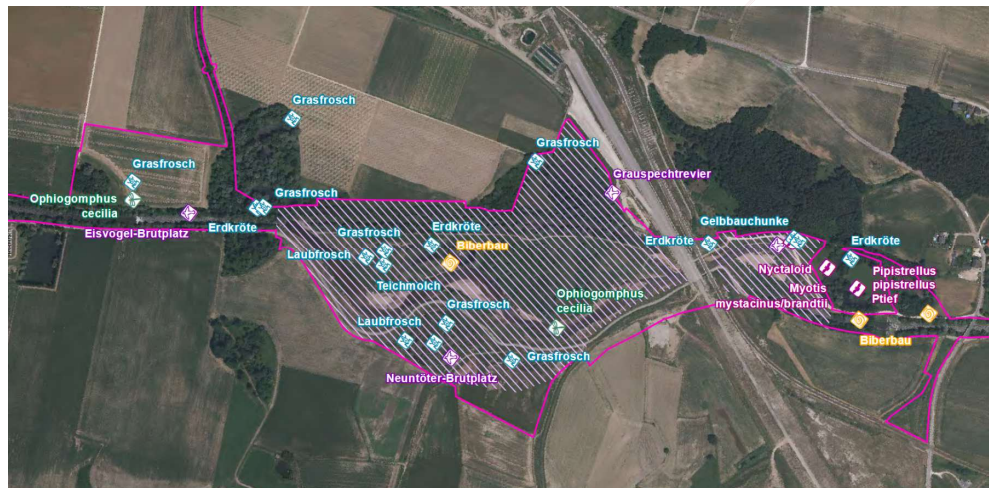 Grasfrosch
Grasfrosch
Grasfrosch
Grauspechtrevier
Ophiogomphus
cecilia
Grasfrosch
Eisvogel-Brutplatz
Erdkröte
Grasfrosch
Erdkröte
Biberbau
Laubfrosch
Teichmolch
Erdkröte
Gelbbauchunke
Erdkröte
Nyctaloid
Myotis
mystacinus/brandtii
Pipistrellus
pipistrellus
Ptief
Ophiogomphus
cecilia
Grasfrosch
Laubfrosch
Grasfrosch
Neuntöter-Brutplatz
Biberbau